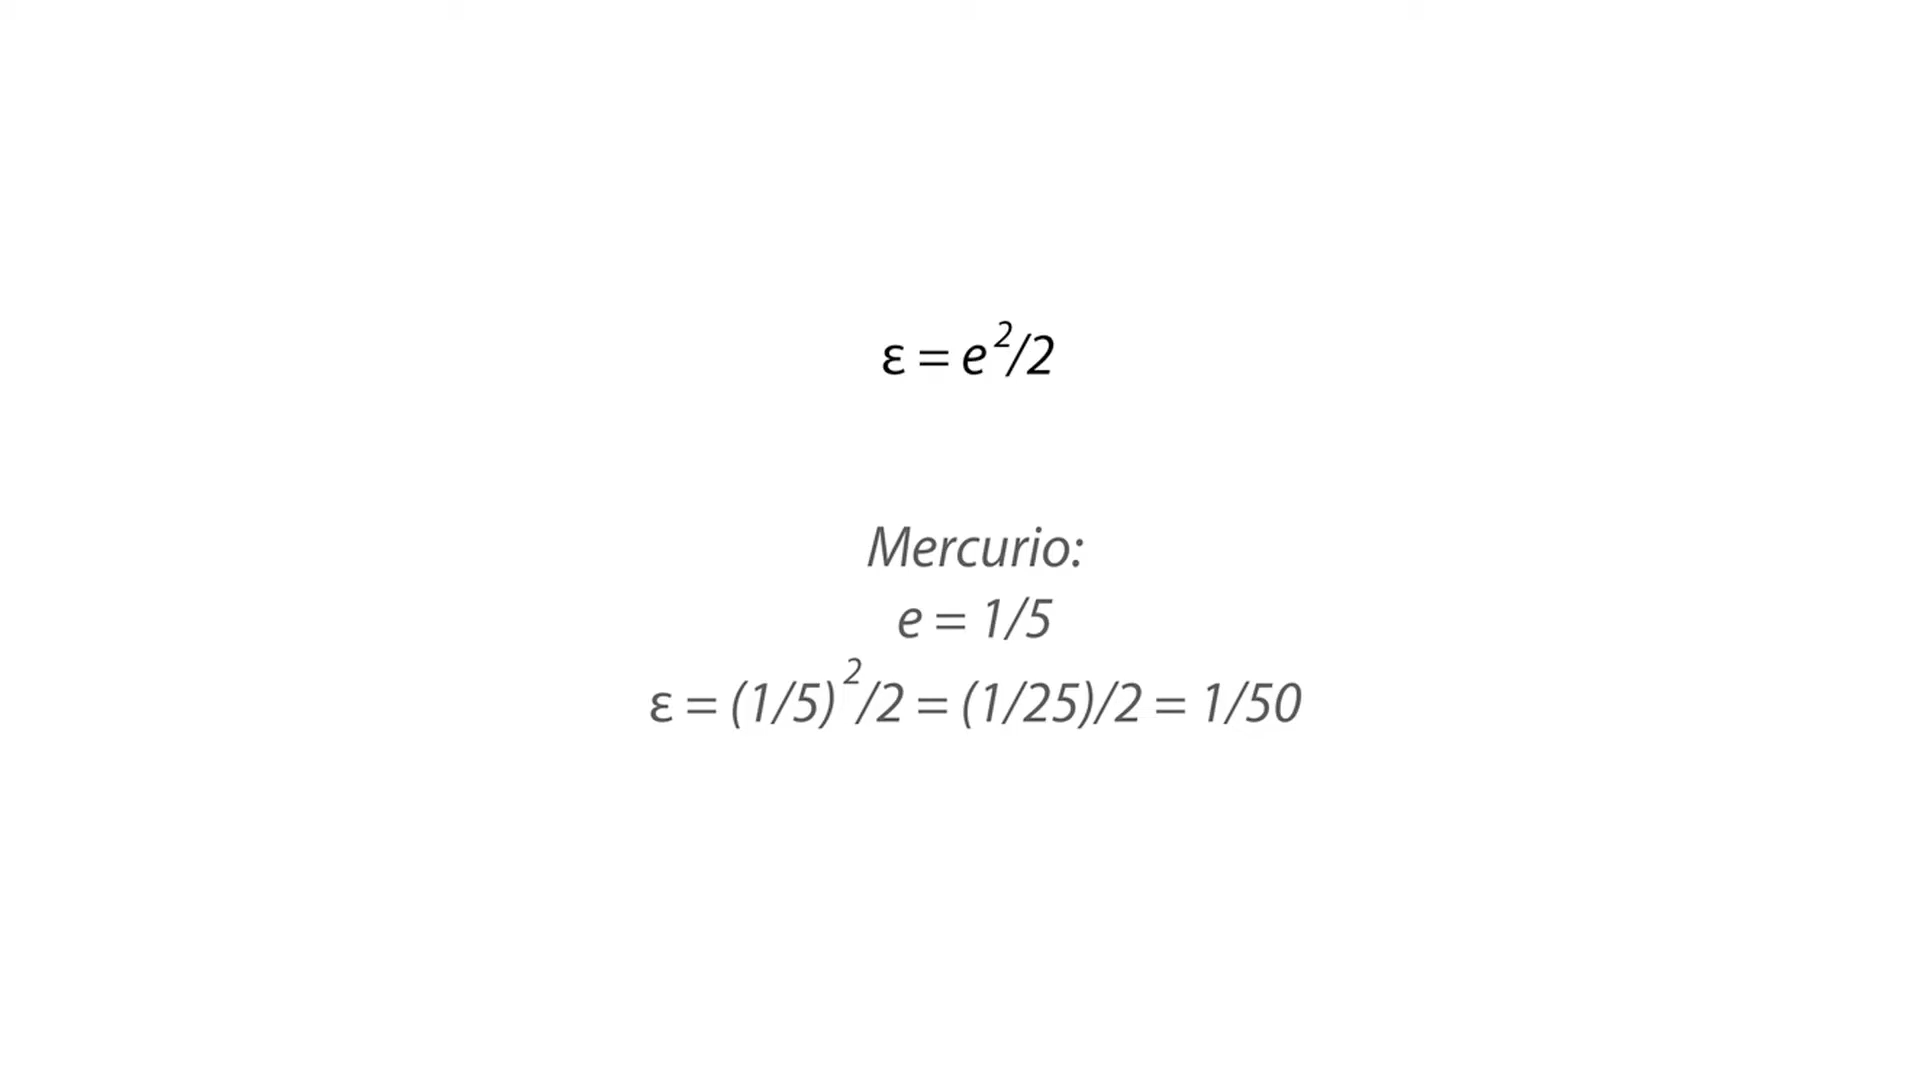 ε = e²/2
Mercurio:
e = 1/5
ε = (1/5)²/2 = (1/25)/2 = 1/50